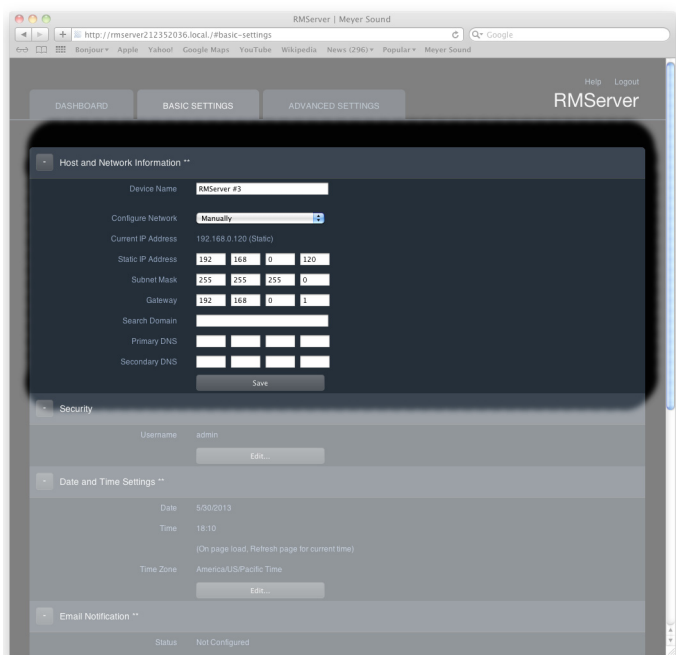 RMServer | Meyer Sound
http://rmserver212352036.local./#basic-settings
Google
Bonjour Apple Yahoo! Google Maps YouTube Wikipedia News (296) Popular Meyer Sound
Help Logout
RMServer
DASHBOARD BASIC SETTINGS ADVANCED SETTINGS
Host and Network Information **
Device Name RMServer #3
Configure Network Manually
Current IP Address 192.168.0.120 (Static)
Static IP Address 192 168 0 120
Subnet Mask 255 255 255 0
Gateway 192 168 0 1
Search Domain
Primary DNS
Secondary DNS
Save
Security
Username admin
Edit...
Date and Time Settings **
Date 5/30/2013
Time 18:10
(On page load. Refresh page for current time)
Time Zone America/US/Pacific Time
Edit...
Email Notification **
Status Not Configured